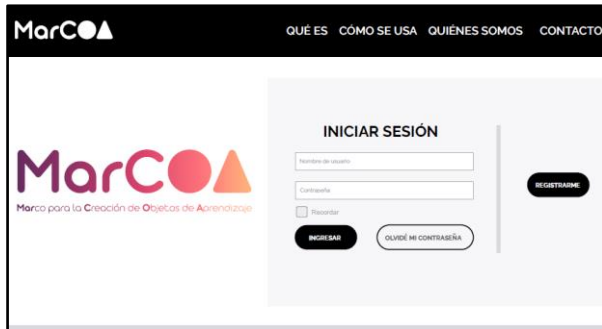 MarCOA
QUÉ ES CÓMO SE USA QUIÉNES SOMOS CONTACTO
MarCOA
Marco para la Creación de Objetos de Aprendizaje
INICIAR SESIÓN
Nombre de usuario
Contraseña
Recordar
INGRESAR
OLVIDÉ MI CONTRASEÑA
REGISTRARME